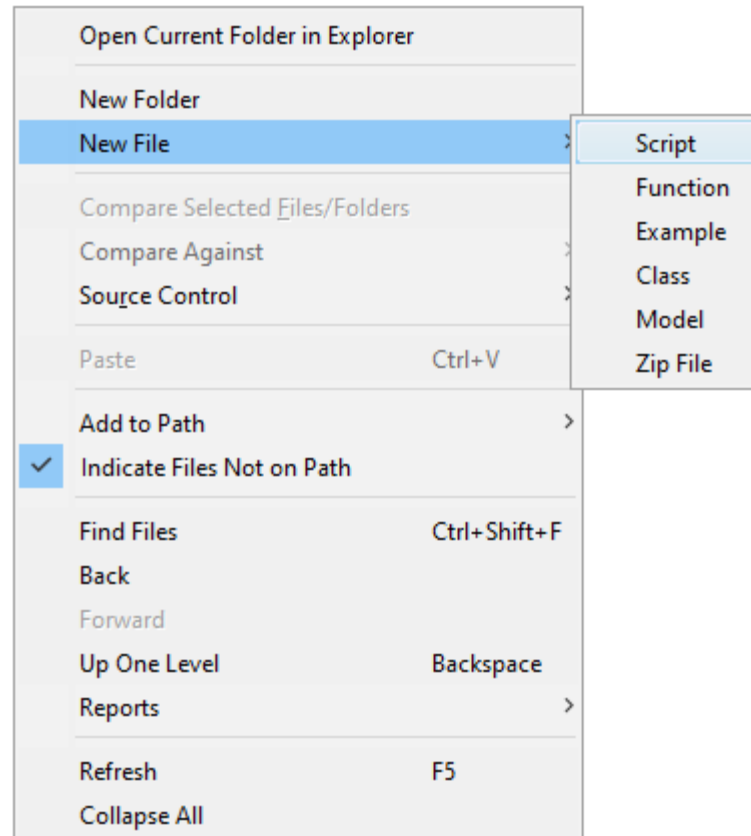 Open Current Folder in Explorer
New Folder
New File
Script
Function
Example
Class
Model
Zip File
Compare Selected Files/Folders
Compare Against
Source Control
Paste Ctrl+V
Add to Path
Indicate Files Not on Path
Find Files Ctrl+Shift+F
Back
Forward
Up One Level Backspace
Reports
Refresh F5
Collapse All